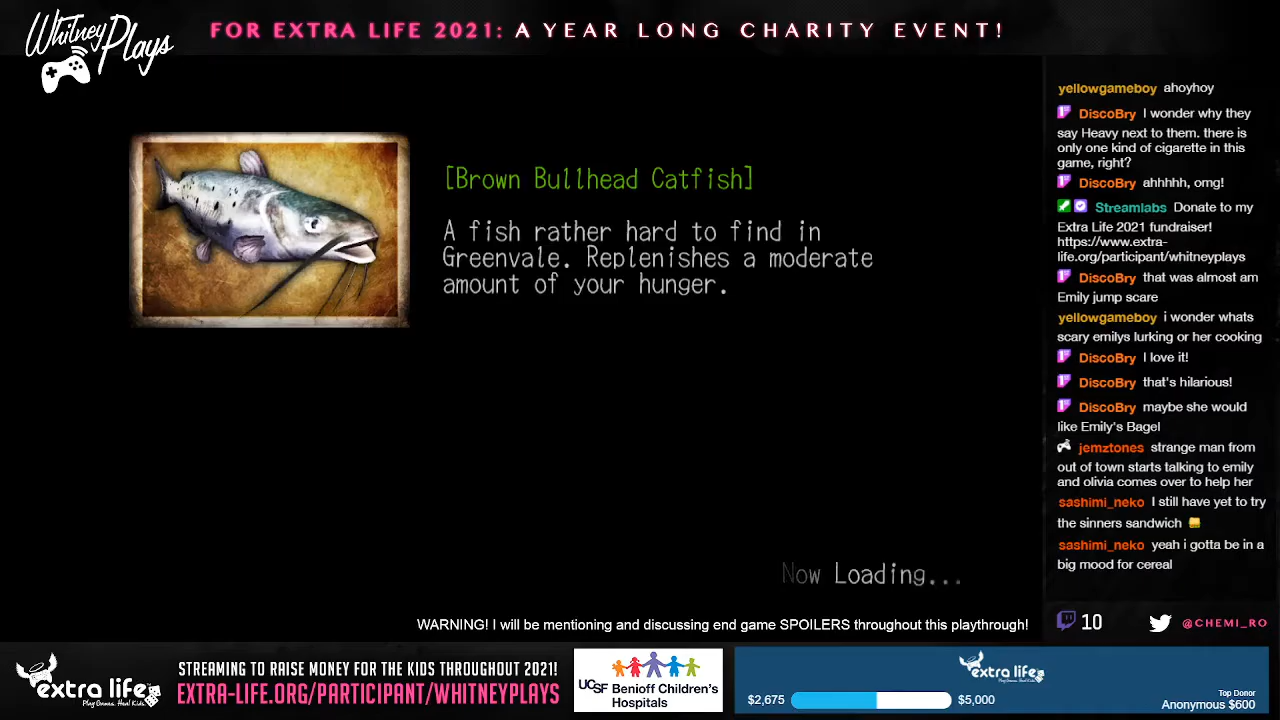 Whitney Plays
FOR EXTRA LIFE 2021: A YEAR LONG CHARITY EVENT!
[Brown Bullhead Catfish]
A fish rather hard to find in
Greenvale. Replenishes a moderate
amount of your hunger.
Now Loading...
WARNING! I will be mentioning and discussing end game SPOILERS throughout this playthrough!
yellowgameboy ahoyhoy
DiscoBry I wonder why they
say Heavy next to them. there is
only one kind of cigarette in this
game, right?
DiscoBry ahhhhh, omg!
Streamlabs Donate to my
Extra Life 2021 fundraiser!
https://www.extra-
life.org/participant/whitneyplays
DiscoBry that was almost am
Emily jump scare
yellowgameboy i wonder whats
scary emilys lurking or her cooking
DiscoBry I love it!
DiscoBry that's hilarious!
DiscoBry maybe she would
like Emily's Bagel
jemztones strange man from
out of town starts talking to emily
and olivia comes over to help her
sashimi_neko I still have yet to try
the sinners sandwich
sashimi_neko yeah i gotta be in a
big mood for cereal
10
@CHEMI_RO
extra life
Play Games. Heal Kids.
STREAMING TO RAISE MONEY FOR THE KIDS THROUGHOUT 2021!
EXTRA-LIFE.ORG/PARTICIPANT/WHITNEYPLAYS
UCSF Benioff Children's
Hospitals
extra life
$2,675
$5,000
Top Donor
Anonymous $600